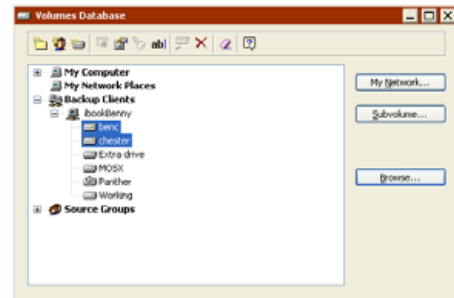 Volumes Database
abl
My Computer
My Network Places
Backup Clients
ibookBenny
benc
chester
Extra drive
MOSX
Panther
Working
Source Groups
My Network...
Subvolume...
Browse...